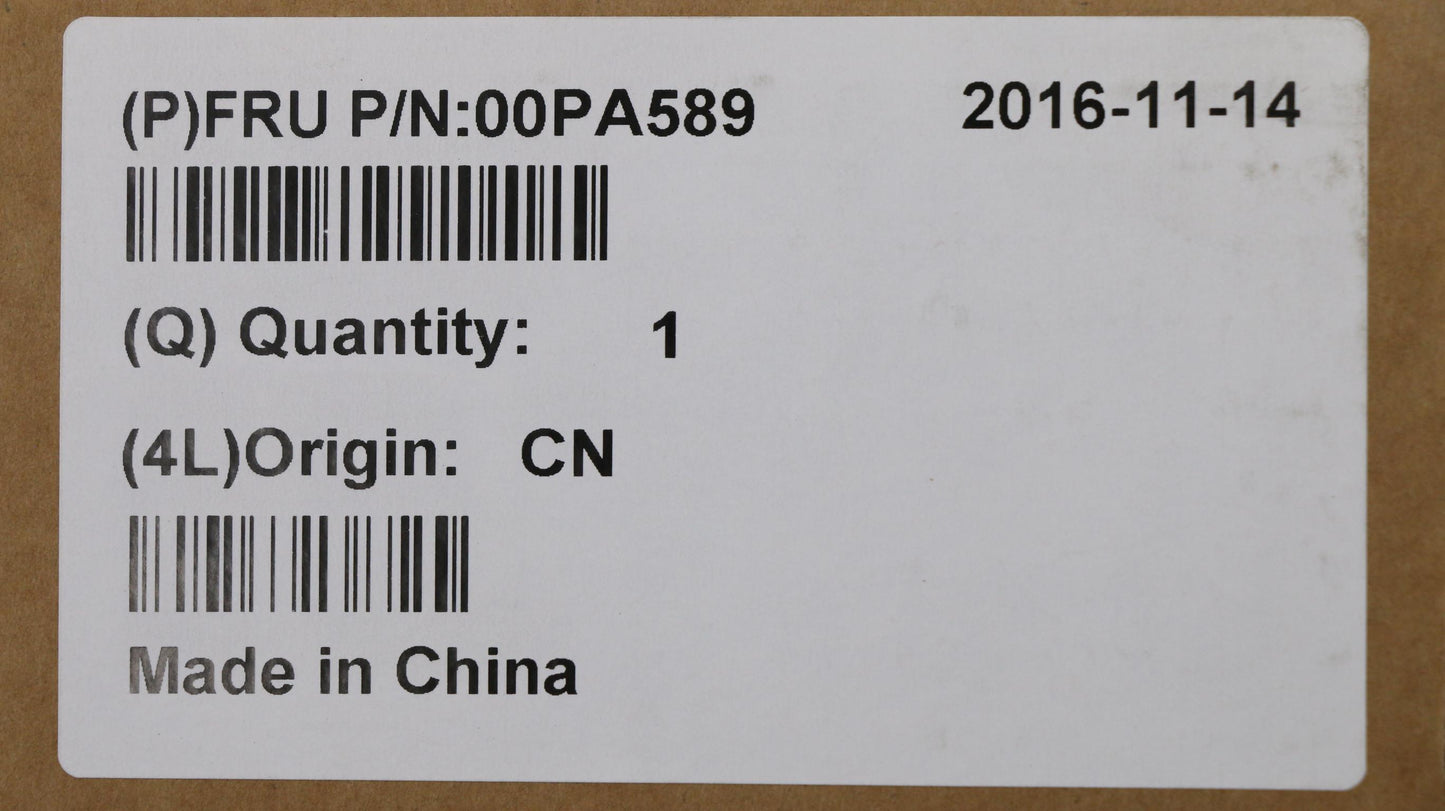 (P)FRU P/N:00PA589 2016-11-14
(Q) Quantity: 1
(4L)Origin: CN
Made in China